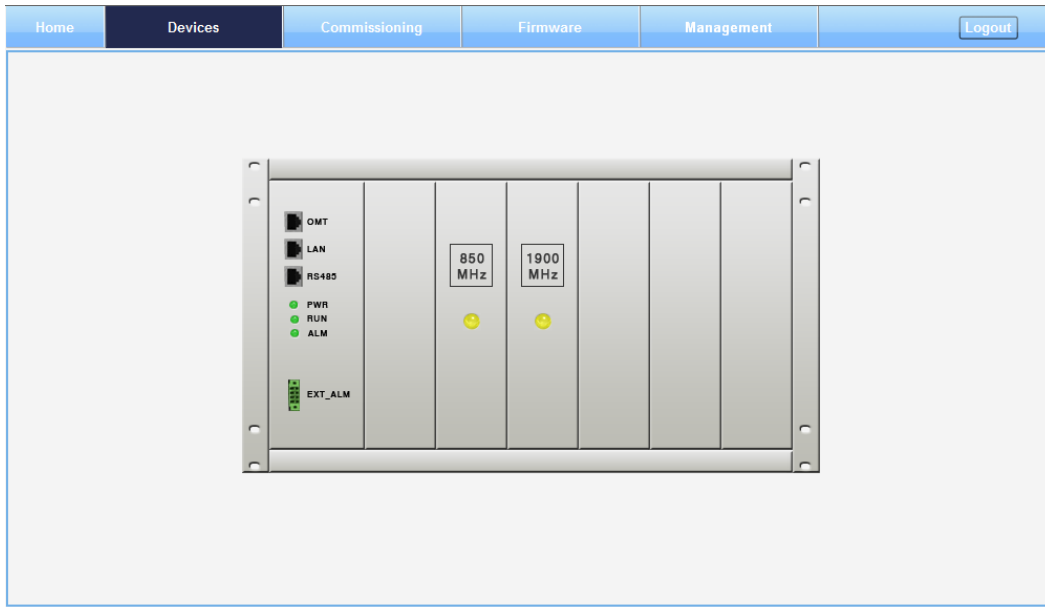 Home Devices Commissioning Firmware Management Logout
OMT
LAN
RS485
PWR
RUN
ALM
EXT_ALM
850
MHz
1900
MHz